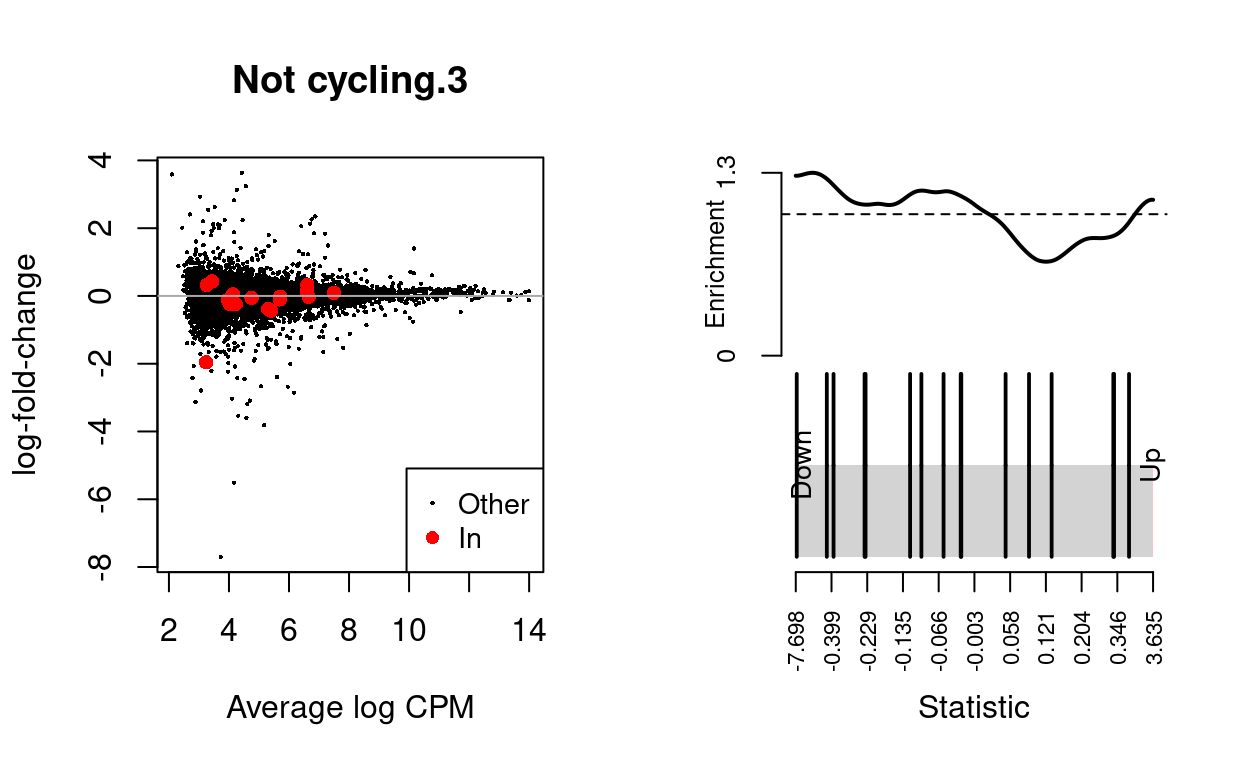 Not cycling.3
log-fold-change
4
2
0
-2
-4
-6
-8
Other
In
2 4 6 8 10 14
Average log CPM
Enrichment
1.3
0
Down
Up
-7.698
-0.399
-0.229
-0.135
-0.066
-0.003
0.058
0.121
0.204
0.346
3.635
Statistic